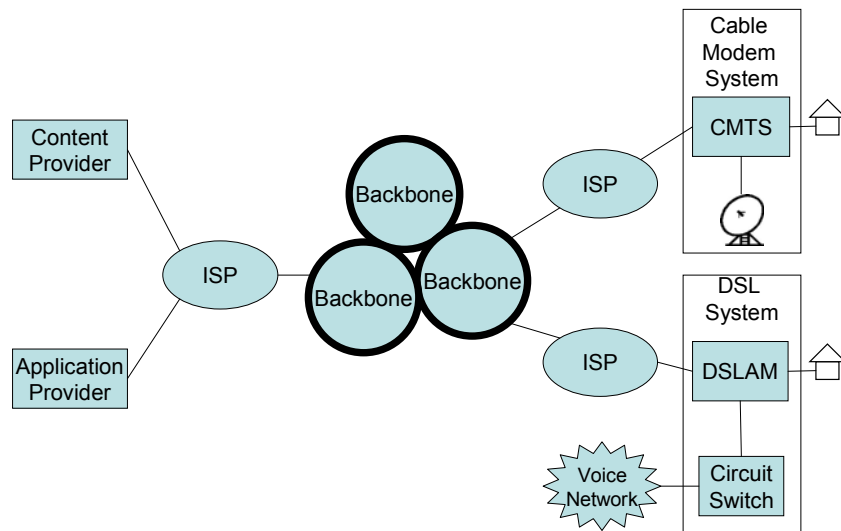 Cable
Modem
System
CMTS
Content
Provider
Backbone
ISP
ISP
Backbone
Backbone
DSL
System
Application
Provider
ISP
DSLAM
Voice
Network
Circuit
Switch